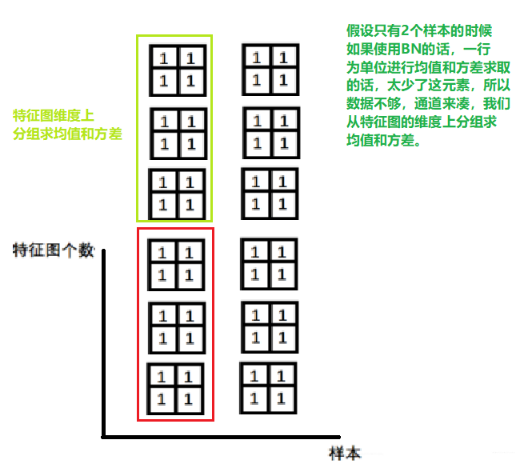 假设只有2个样本的时候
如果使用BN的话，一行
为单位进行均值和方差求取
的话，太少了这元素，所以
数据不够，通道来凑，我们
从特征图的维度上分组求
均值和方差。
特征图维度上
分组求均值和方差
1 1 1 1
1 1 1 1
1 1 1 1
1 1 1 1
1 1 1 1
1 1 1 1
特征图个数
1 1 1 1
1 1 1 1
1 1 1 1
1 1 1 1
1 1 1 1
1 1 1 1
样本